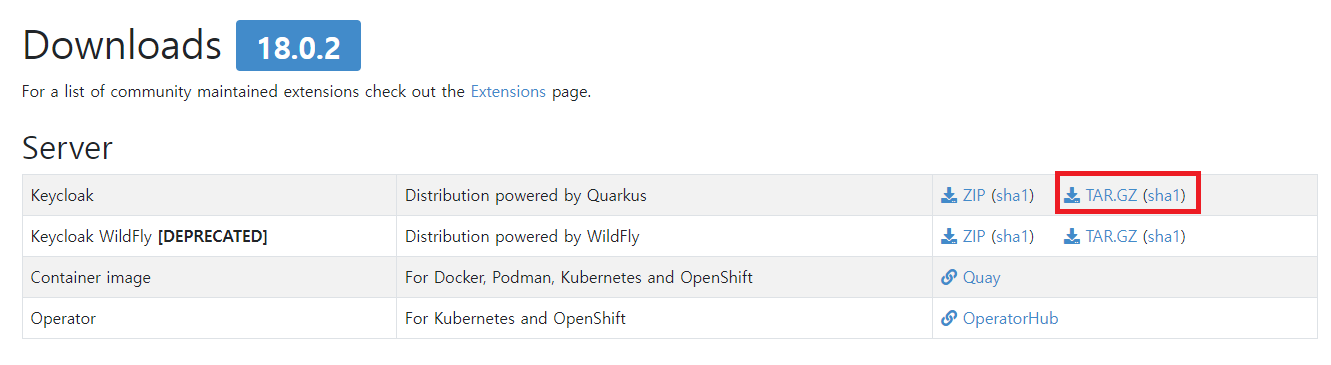 Downloads 18.0.2
For a list of community maintained extensions check out the Extensions page.
Server
Keycloak Distribution powered by Quarkus ZIP (sha1) TAR.GZ (sha1)
Keycloak WildFly [DEPRECATED] Distribution powered by WildFly ZIP (sha1) TAR.GZ (sha1)
Container image For Docker, Podman, Kubernetes and OpenShift Quay
Operator For Kubernetes and OpenShift OperatorHub